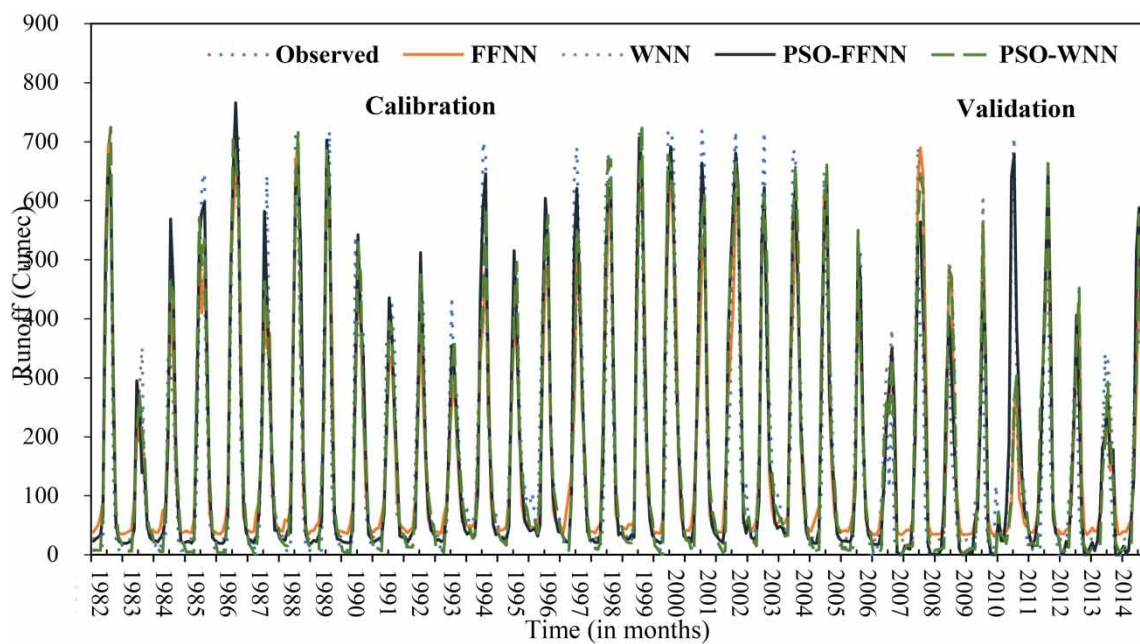 900
800
700
600
500
400
300
200
100
0
Runoff (Cumec)
Observed FFNN WNN PSO-FFNN PSO-WNN
Calibration Validation
1982 1983 1984 1985 1986 1987 1988 1989 1990 1991 1992 1993 1994 1995 1996 1997 1998 1999 2000 2001 2002 2003 2004 2005 2006 2007 2008 2009 2010 2011 2012 2013 2014
Time (in months)